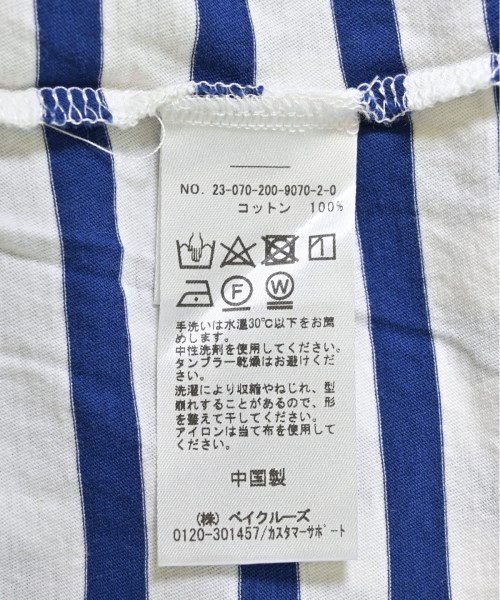 NO. 23-070-200-9070-2-0
コットン 100%
F W
手洗いは水温30℃以下をお薦
めします。
中性洗剤を使用してください。
タンブラー乾燥はお避けくださ
い。
洗濯により収縮やねじれ、型
崩れすることがあるので、形
を整えて干してください。
アイロンは当て布を使用してく
ださい。
中国製
(株) ベイクルーズ
0120-301457/カスタマーサポート